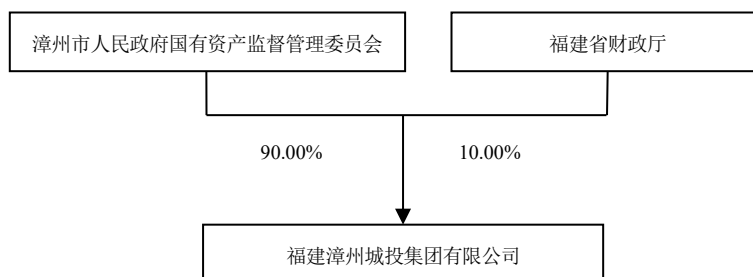 漳州市人民政府国有资产监督管理委员会
福建省财政厅
90.00%
10.00%
福建漳州城投集团有限公司